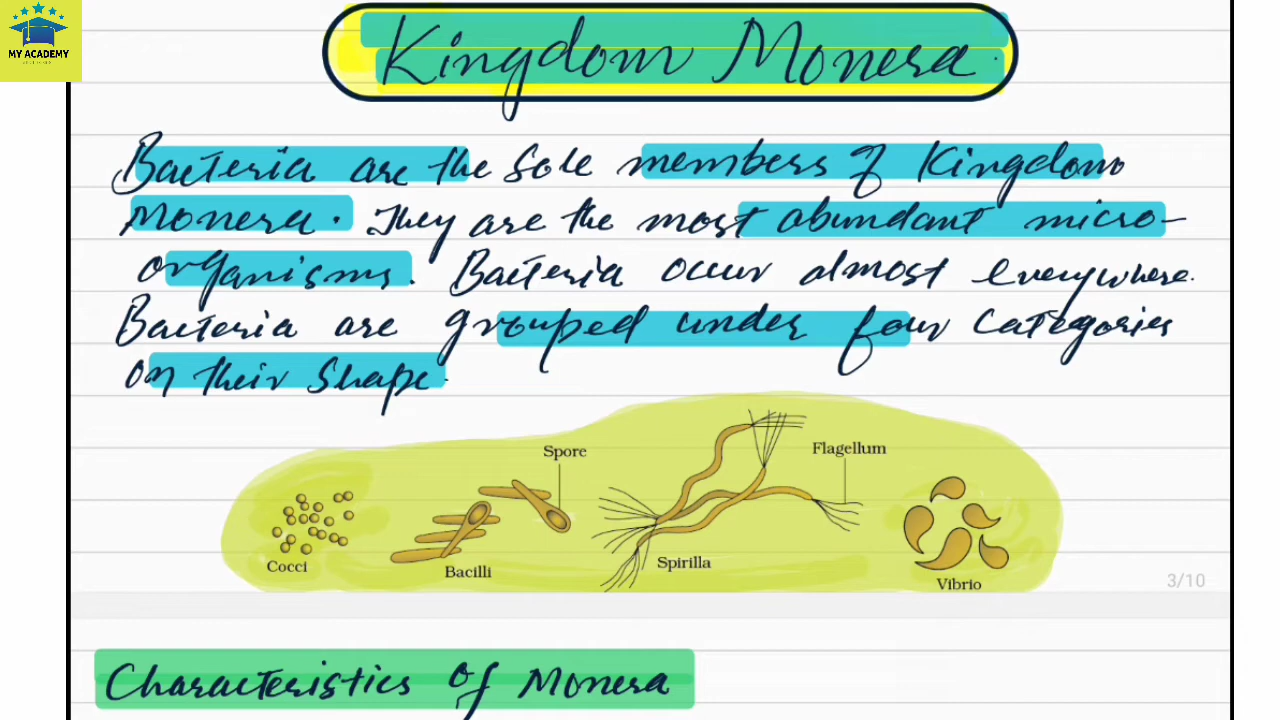 MY ACADEMY
Kingdom Monera
Bacteria are the sole members of Kingdom
Monera. They are the most abundant micro-
organisms. Bacteria occur almost everywhere.
Bacteria are grouped under four categories
on their shape.
Spore
Flagellum
Cocci
Bacilli
Spirilla
Vibrio
3/10
Characteristics of Monera